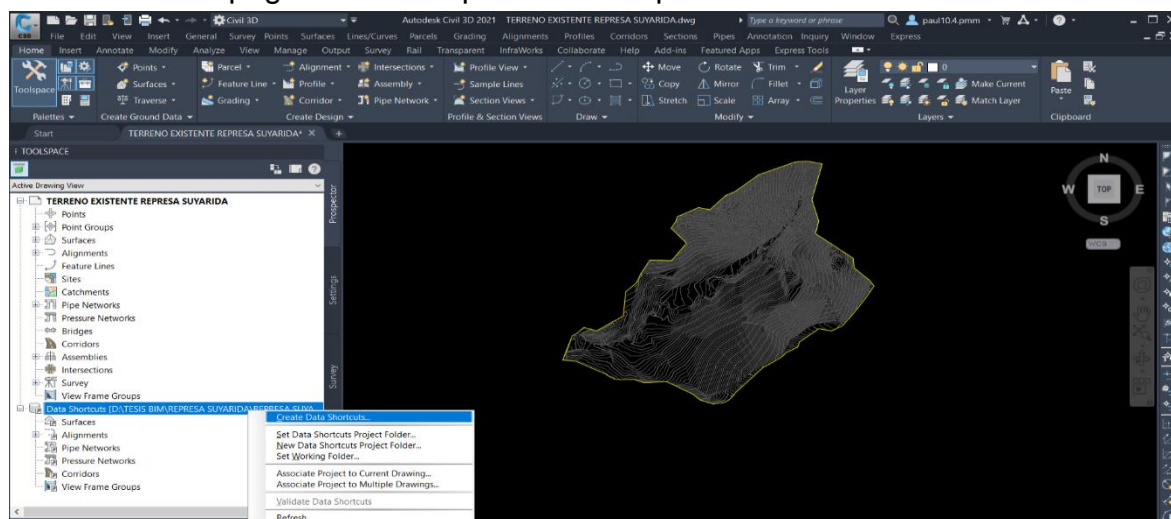 Civil 3D Autodesk Civil 3D 2021 TERRENO EXISTENTE REPRESA SUYARIDA.dwg Type a keyword or phrase paul10.4.pmm
File Edit View Insert General Survey Points Surfaces Lines/Curves Parcels Grading Alignments Profiles Corridors Sections Pipes Annotation Inquiry Window Express
Home Insert Annotate Modify Analyze View Manage Output Survey Rail Transparent InfraWorks Collaborate Help Add-ins Featured Apps Express Tools
Points Parcel Alignment Intersections Profile View Move Rotate Trim 0
Toolspace Surfaces Feature Line Profile Assembly Sample Lines Copy Mirror Fillet Layer Properties Make Current Paste
Traverse Grading Corridor Pipe Network Section Views Stretch Scale Array Match Layer
Palettes Create Ground Data Create Design Profile & Section Views Draw Modify Layers Clipboard
Start TERRENO EXISTENTE REPRESA SUYARIDA* +
TOOLSPACE
Active Drawing View
TERRENO EXISTENTE REPRESA SUYARIDA
Points
Point Groups
Surfaces
Alignments
Feature Lines
Sites
Catchments
Pipe Networks
Pressure Networks
Bridges
Corridors
Assemblies
Intersections
Survey
View Frame Groups
Data Shortcuts [D:\TESIS BIM\REPRESA SUYARIDA\REPRESA SUYA...
Surfaces
Alignments
Pipe Networks
Pressure Networks
Corridors
View Frame Groups
Create Data Shortcuts...
Set Data Shortcuts Project Folder...
New Data Shortcuts Project Folder...
Set Working Folder...
Associate Project to Current Drawing...
Associate Project to Multiple Drawings...
Validate Data Shortcuts
Refresh
Prospector
Settings
Survey
N
W TOP E
S
WCS